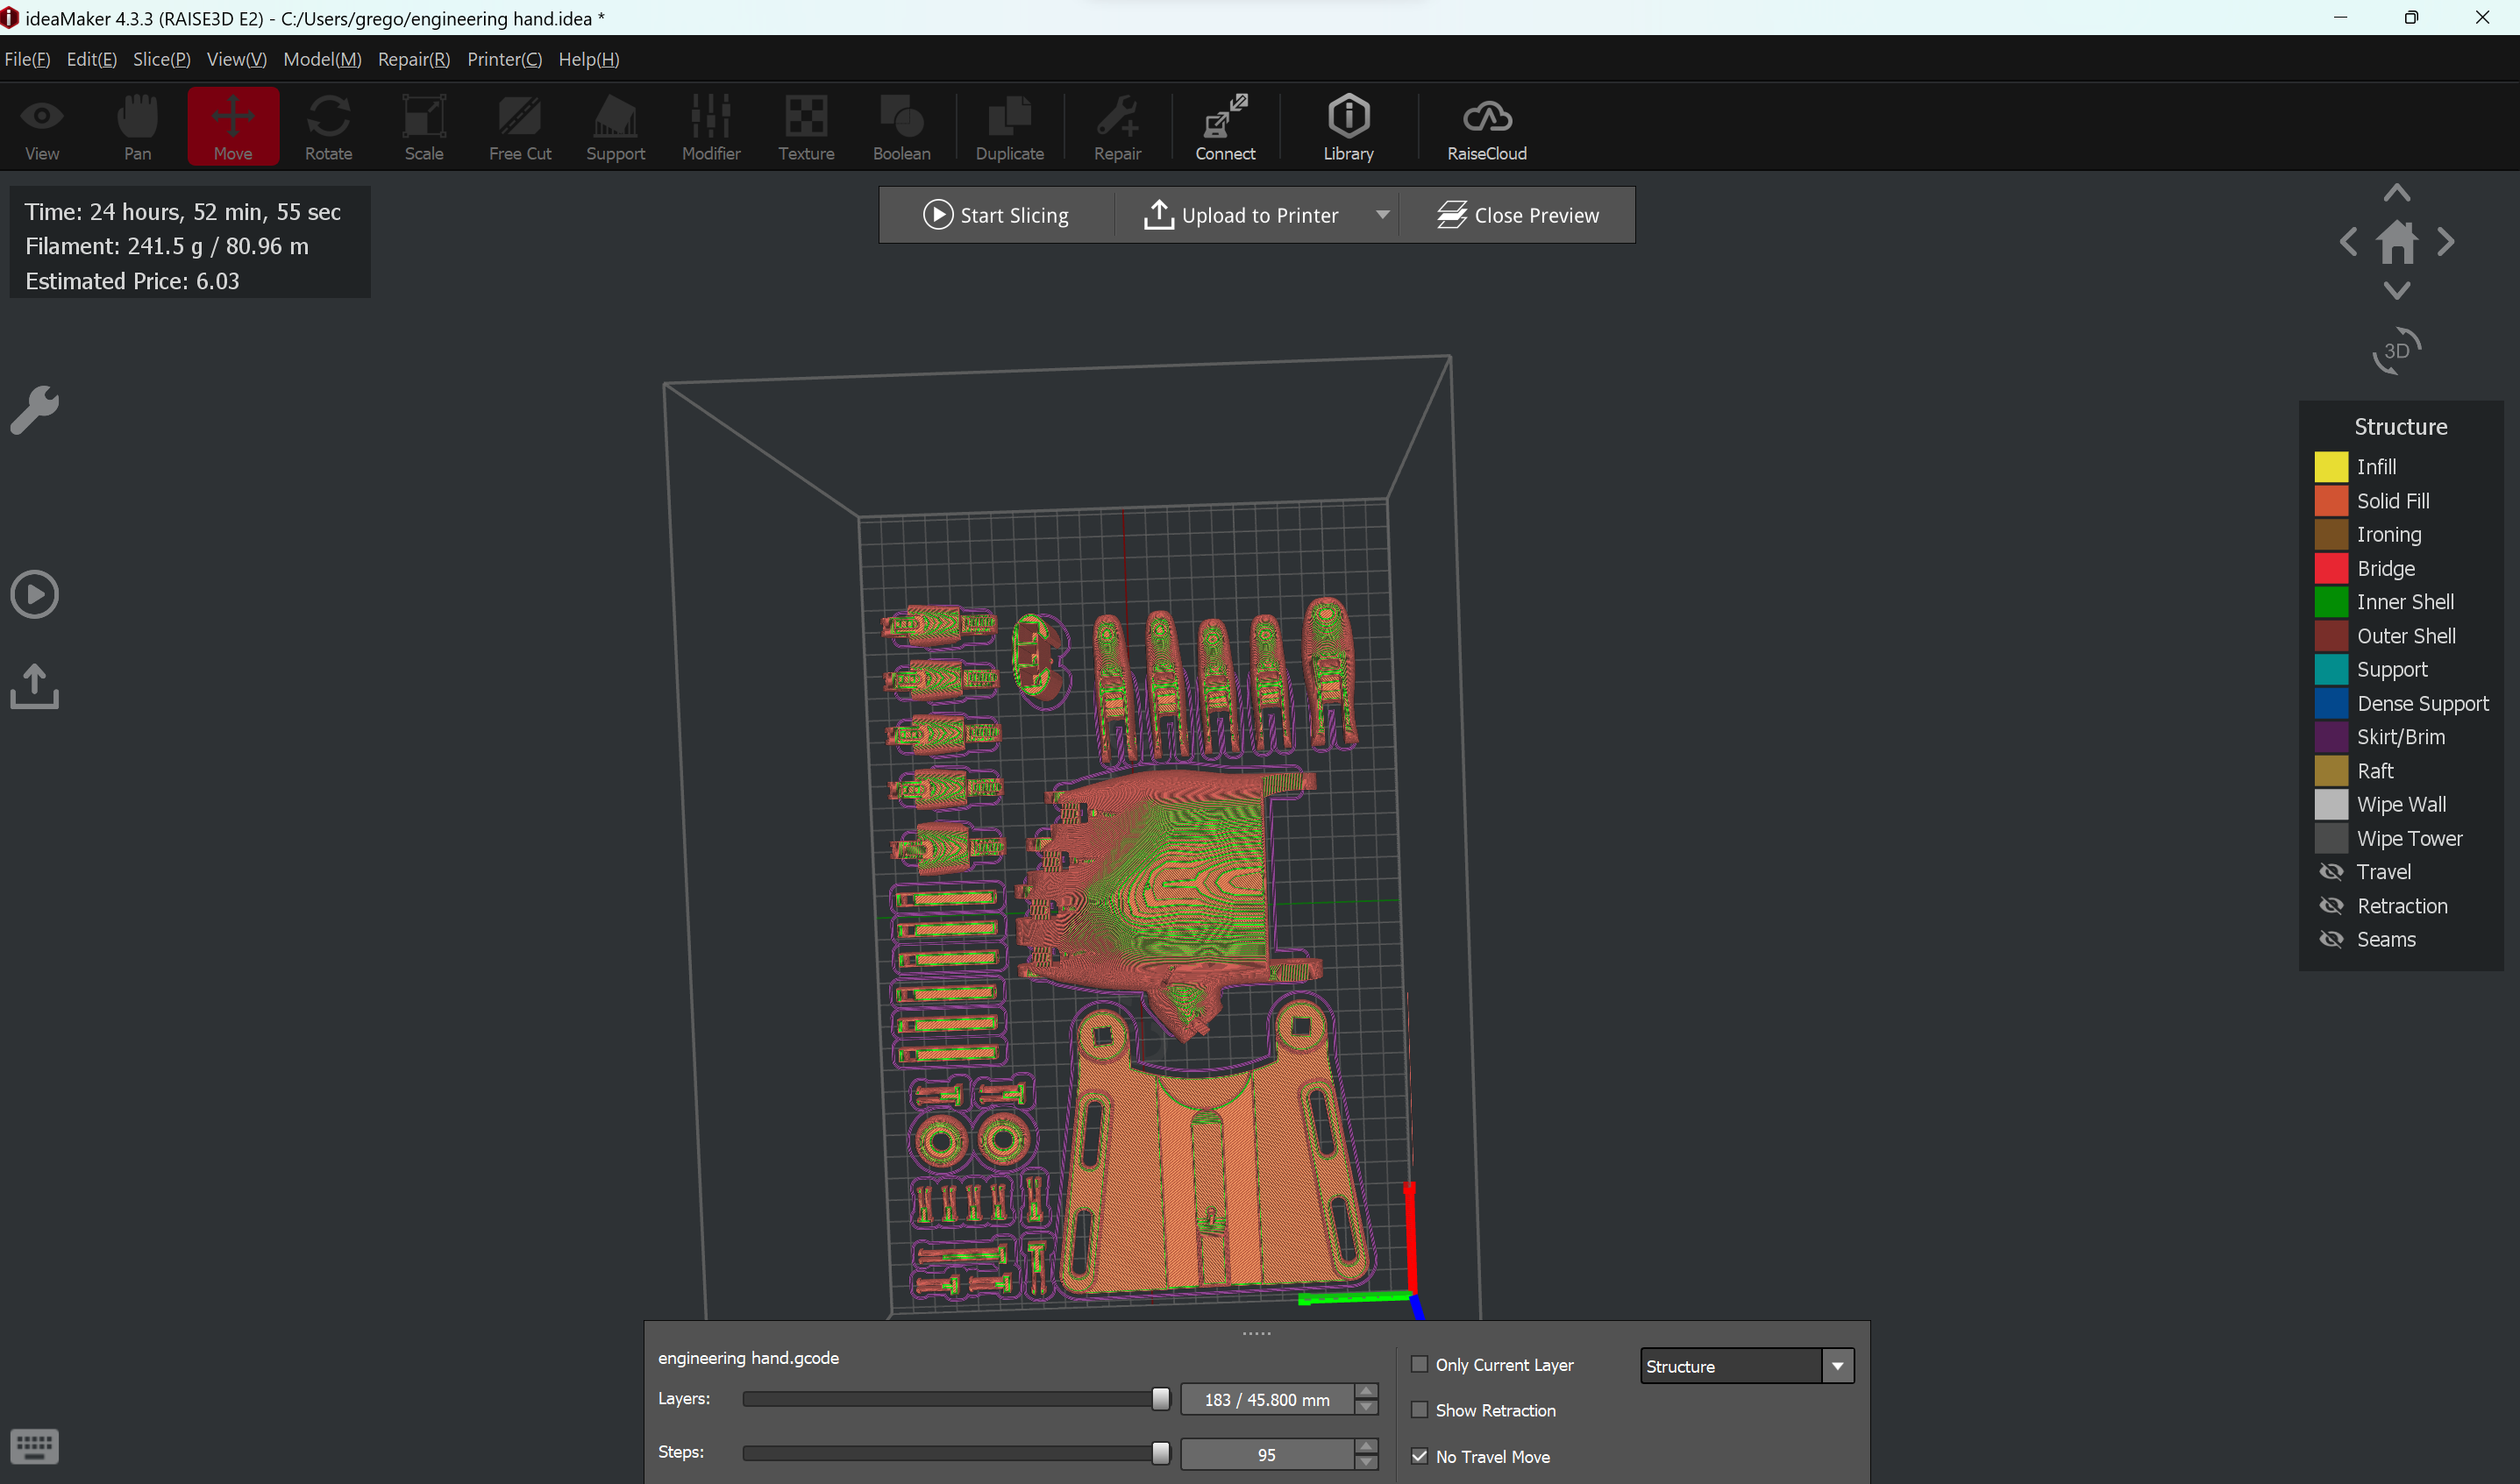 ideaMaker 4.3.3 (RAISE3D E2) - C:/Users/grego/engineering hand.idea *
File(F) Edit(E) Slice(P) View(V) Model(M) Repair(R) Printer(C) Help(H)
View Pan Move Rotate Scale Free Cut Support Modifier Texture Boolean Duplicate Repair Connect Library RaiseCloud
Time: 24 hours, 52 min, 55 sec
Filament: 241.5 g / 80.96 m
Estimated Price: 6.03
Start Slicing Upload to Printer Close Preview
3D
Structure
Infill
Solid Fill
Ironing
Bridge
Inner Shell
Outer Shell
Support
Dense Support
Skirt/Brim
Raft
Wipe Wall
Wipe Tower
Travel
Retraction
Seams
engineering hand.gcode
Layers: 183 / 45.800 mm
Steps: 95
Only Current Layer
Show Retraction
No Travel Move
Structure